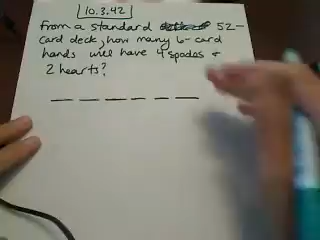 10.3.42
From a standard 52-
card deck, how many 6-card
hands will have 4 spades &
2 hearts?